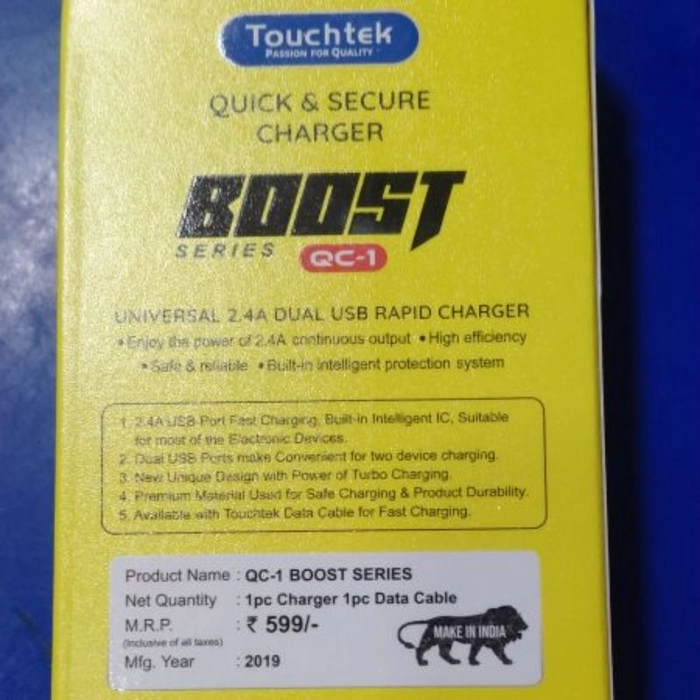 Touchtek
PASSION FOR QUALITY
QUICK & SECURE
CHARGER
BOOST
SERIES QC-1
UNIVERSAL 2.4A DUAL USB RAPID CHARGER
•Enjoy the power of 2.4A continuous output •High efficiency
•Safe & reliable •Built-in intelligent protection system
1. 2.4A USB Port Fast Charging, Built-in Intelligent IC, Suitable
for most of the Electronic Devices.
2. Dual USB Ports make Convenient for two device charging.
3. New Unique Design with Power of Turbo Charging.
4. Premium Material Used for Safe Charging & Product Durability.
5. Available with Touchtek Data Cable for Fast Charging.
Product Name : QC-1 BOOST SERIES
Net Quantity : 1pc Charger 1pc Data Cable
M.R.P. : ₹ 599/-
(Inclusive of all taxes)
Mfg. Year : 2019
MAKE IN INDIA